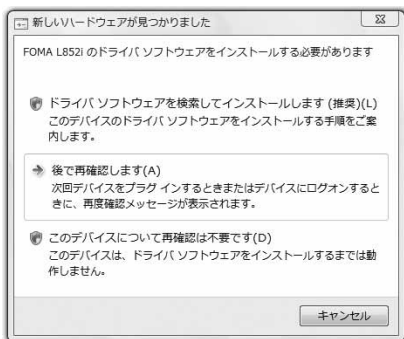 新しいハードウェアが見つかりました
FOMA L852i のドライバ ソフトウェアをインストールする必要があります
ドライバ ソフトウェアを検索してインストールします (推奨)(L)
このデバイスのドライバ ソフトウェアをインストールする手順をご案
内します。
後で再確認します(A)
次回デバイスをプラグ インするときまたはデバイスにログオンすると
きに、再度確認メッセージが表示されます。
このデバイスについて再確認は不要です(D)
このデバイスは、ドライバ ソフトウェアをインストールするまでは動
作しません。
キャンセル